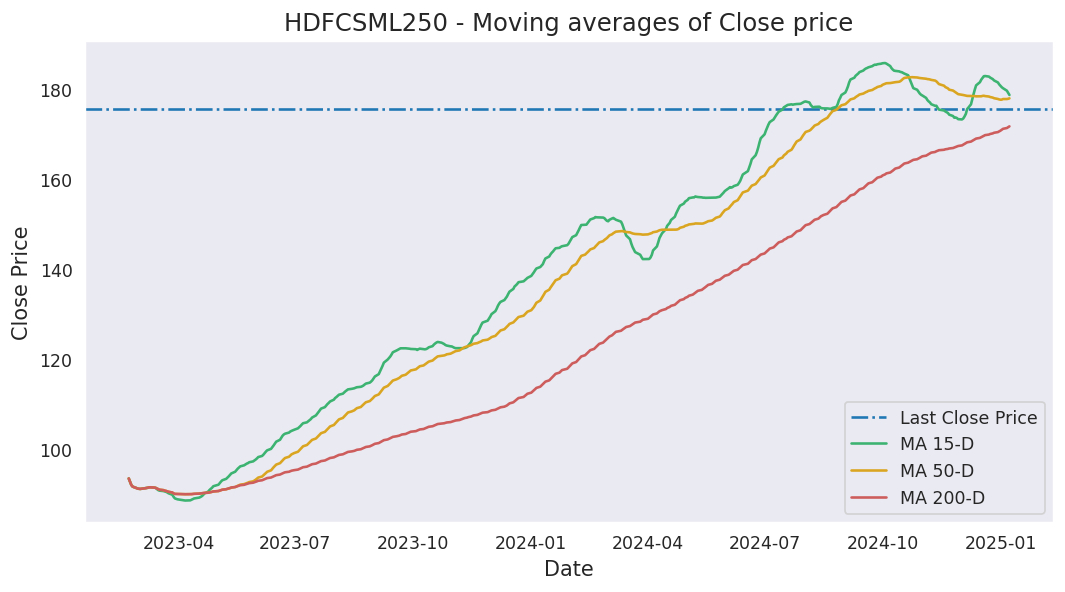 HDFCSML250 - Moving averages of Close price
Close Price
180
160
140
120
100
Last Close Price
MA 15-D
MA 50-D
MA 200-D
2023-04
2023-07
2023-10
2024-01
2024-04
2024-07
2024-10
2025-01
Date